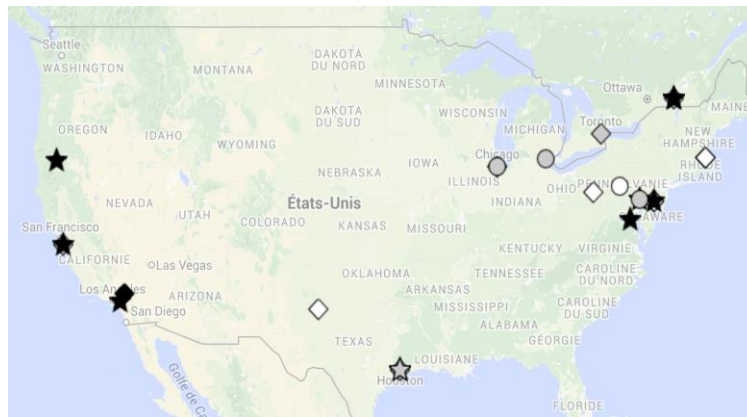 Seattle
WASHINGTON
MONTANA
DAKOTA
DU NORD
MINNESOTA
Ottawa
MAINE
OREGON
IDAHO
WYOMING
DAKOTA
DU SUD
WISCONSIN
MICHIGAN
Toronto
NEW
HAMPSHIRE
RHODE
ISLAND
NEBRASKA
IOWA
Chicago
ILLINOIS
INDIANA
OHIO
PENNSYLVANIE
NEVADA
UTAH
COLORADO
États-Unis
KANSAS
MISSOURI
DELAWARE
San Francisco
CALIFORNIE
Las Vegas
KENTUCKY
VIRGINIE
Los Angeles
ARIZONA
OKLAHOMA
ARKANSAS
TENNESSEE
CAROLINE
DU NORD
San Diego
MISSISSIPPI
ALABAMA
CAROLINE
DU SUD
TEXAS
LOUISIANE
GÉORGIE
Houston
Golfe de Ca
FLORIDE